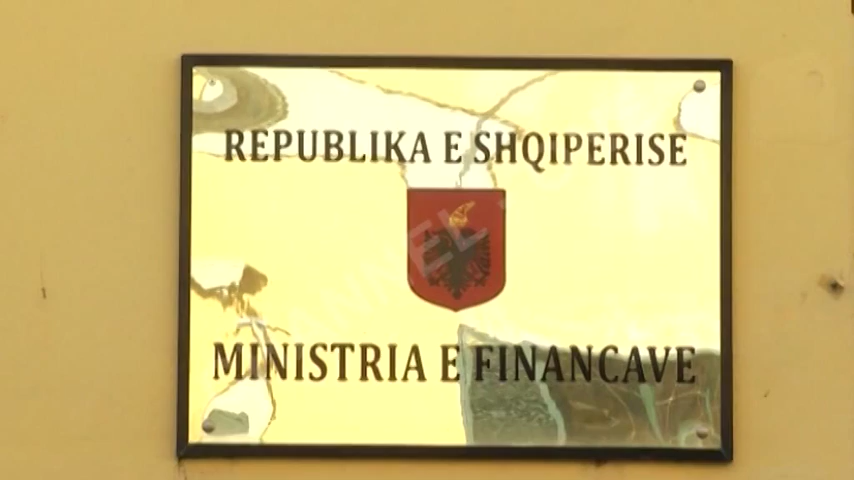 REPUBLIKA E SHQIPERISE
MINISTRIA E FINANCAVE